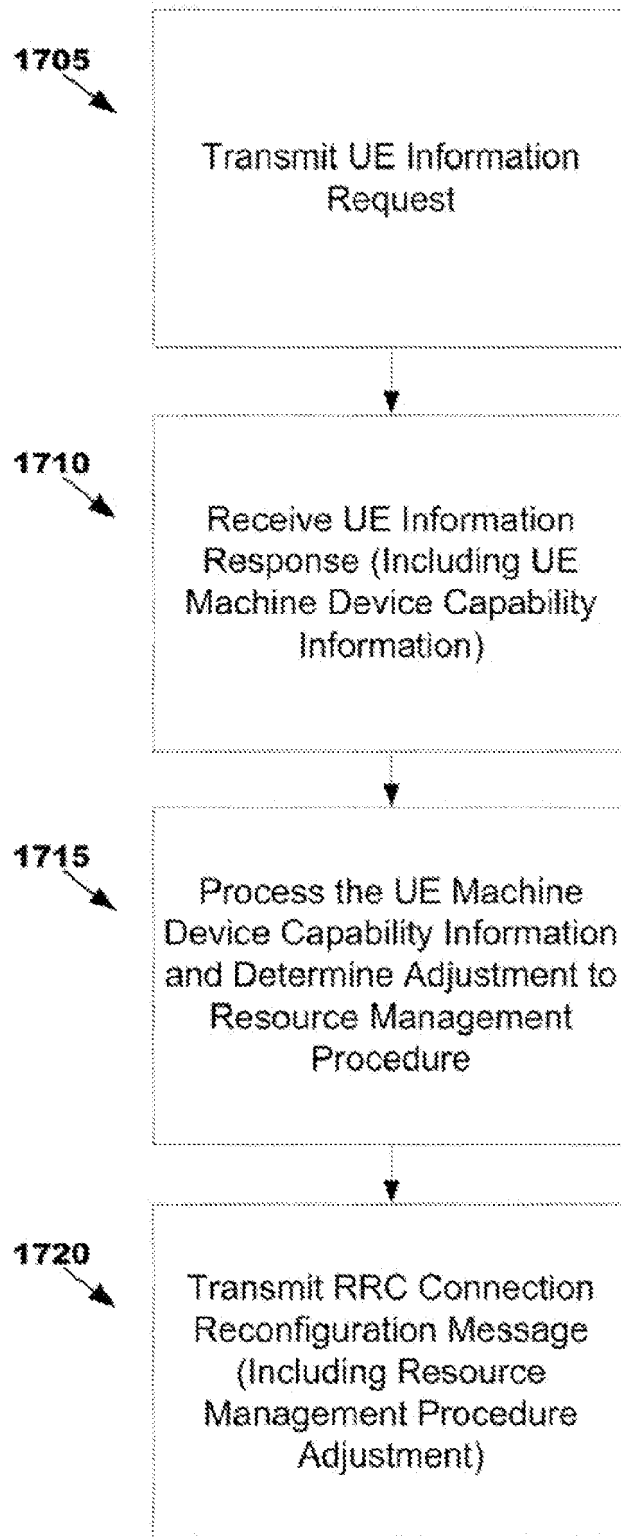 1705
Transmit UE Information
Request
1710
Receive UE Information
Response (Including UE
Machine Device Capability
Information)
1715
Process the UE Machine
Device Capability Information
and Determine Adjustment to
Resource Management
Procedure
1720
Transmit RRC Connection
Reconfiguration Message
(Including Resource
Management Procedure
Adjustment)